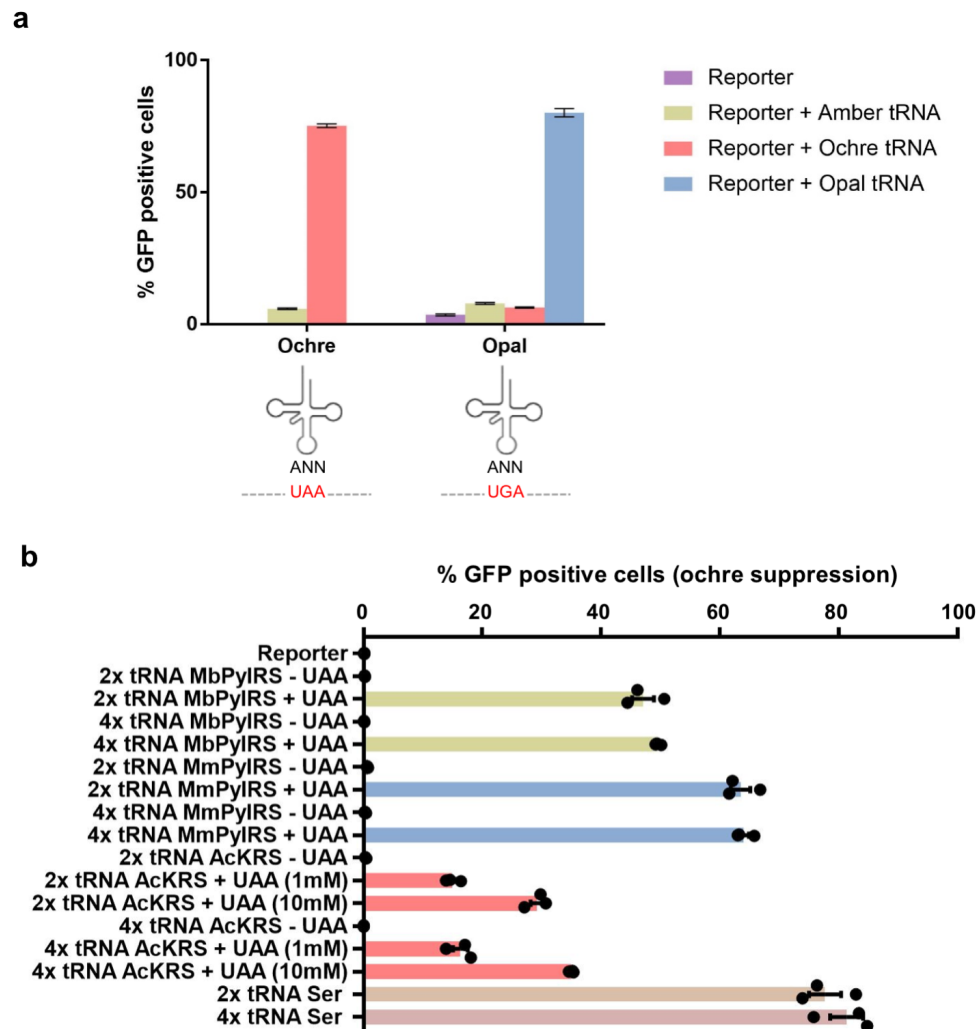 a
% GFP positive cells
100
50
0
Ochre
Opal
Reporter
Reporter + Amber tRNA
Reporter + Ochre tRNA
Reporter + Opal tRNA
ANN
ANN
UAA
UGA
b
% GFP positive cells (ochre suppression)
0 20 40 60 80 100
Reporter
2x tRNA MbPylRS - UAA
2x tRNA MbPylRS + UAA
4x tRNA MbPylRS - UAA
4x tRNA MbPylRS + UAA
2x tRNA MmPylRS - UAA
2x tRNA MmPylRS + UAA
4x tRNA MmPylRS - UAA
4x tRNA MmPylRS + UAA
2x tRNA AcKRS - UAA
2x tRNA AcKRS + UAA (1mM)
2x tRNA AcKRS + UAA (10mM)
4x tRNA AcKRS - UAA
4x tRNA AcKRS + UAA (1mM)
4x tRNA AcKRS + UAA (10mM)
2x tRNA Ser
4x tRNA Ser